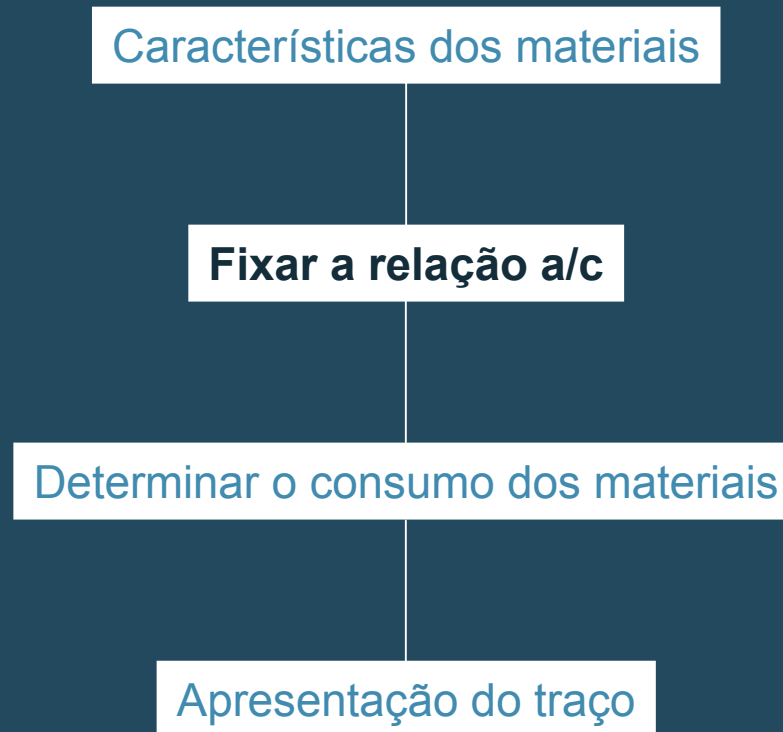 Características dos materiais
Fixar a relação a/c
Determinar o consumo dos materiais
Apresentação do traço